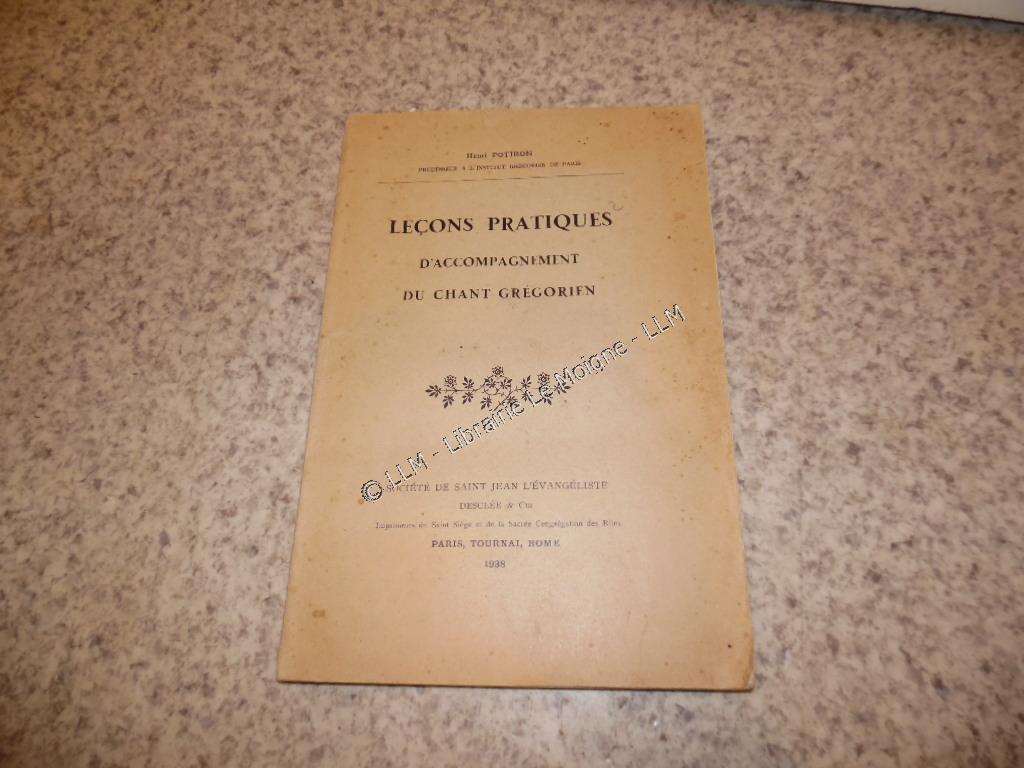 Henri POTIRON
PROFESSEUR A L'INSTITUT GRÉGORIEN DE PARIS
2
LEÇONS PRATIQUES
D'ACCOMPAGNEMENT
DU CHANT GRÉGORIEN
© LLM - Librairie Le Moigne - LLM
SOCIÉTÉ DE SAINT JEAN L'ÉVANGÉLISTE
DESCLÉE & Cie
Imprimeurs du Saint Siège et de la Sacrée Congrégation des Rites
PARIS, TOURNAI, ROME
1938